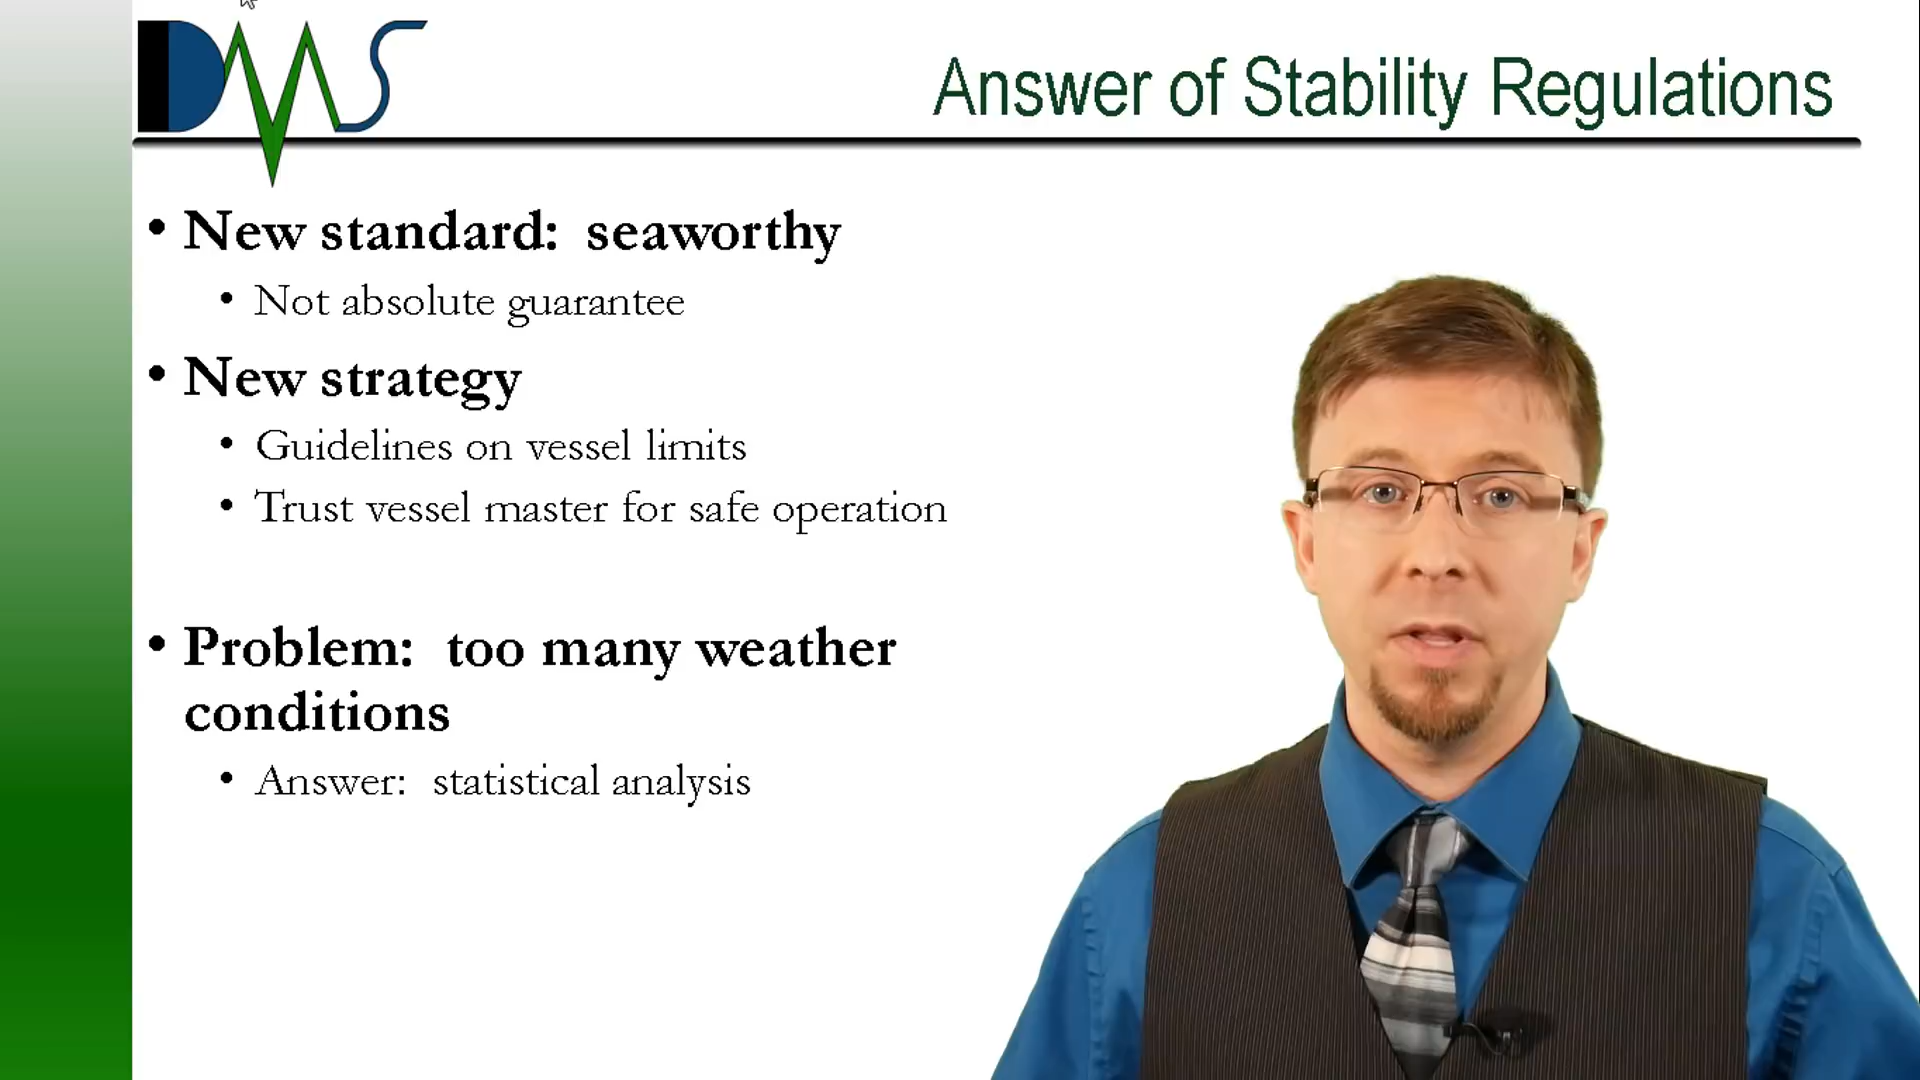 DMS
Answer of Stability Regulations
• New standard: seaworthy
• Not absolute guarantee
• New strategy
• Guidelines on vessel limits
• Trust vessel master for safe operation
• Problem: too many weather
conditions
• Answer: statistical analysis